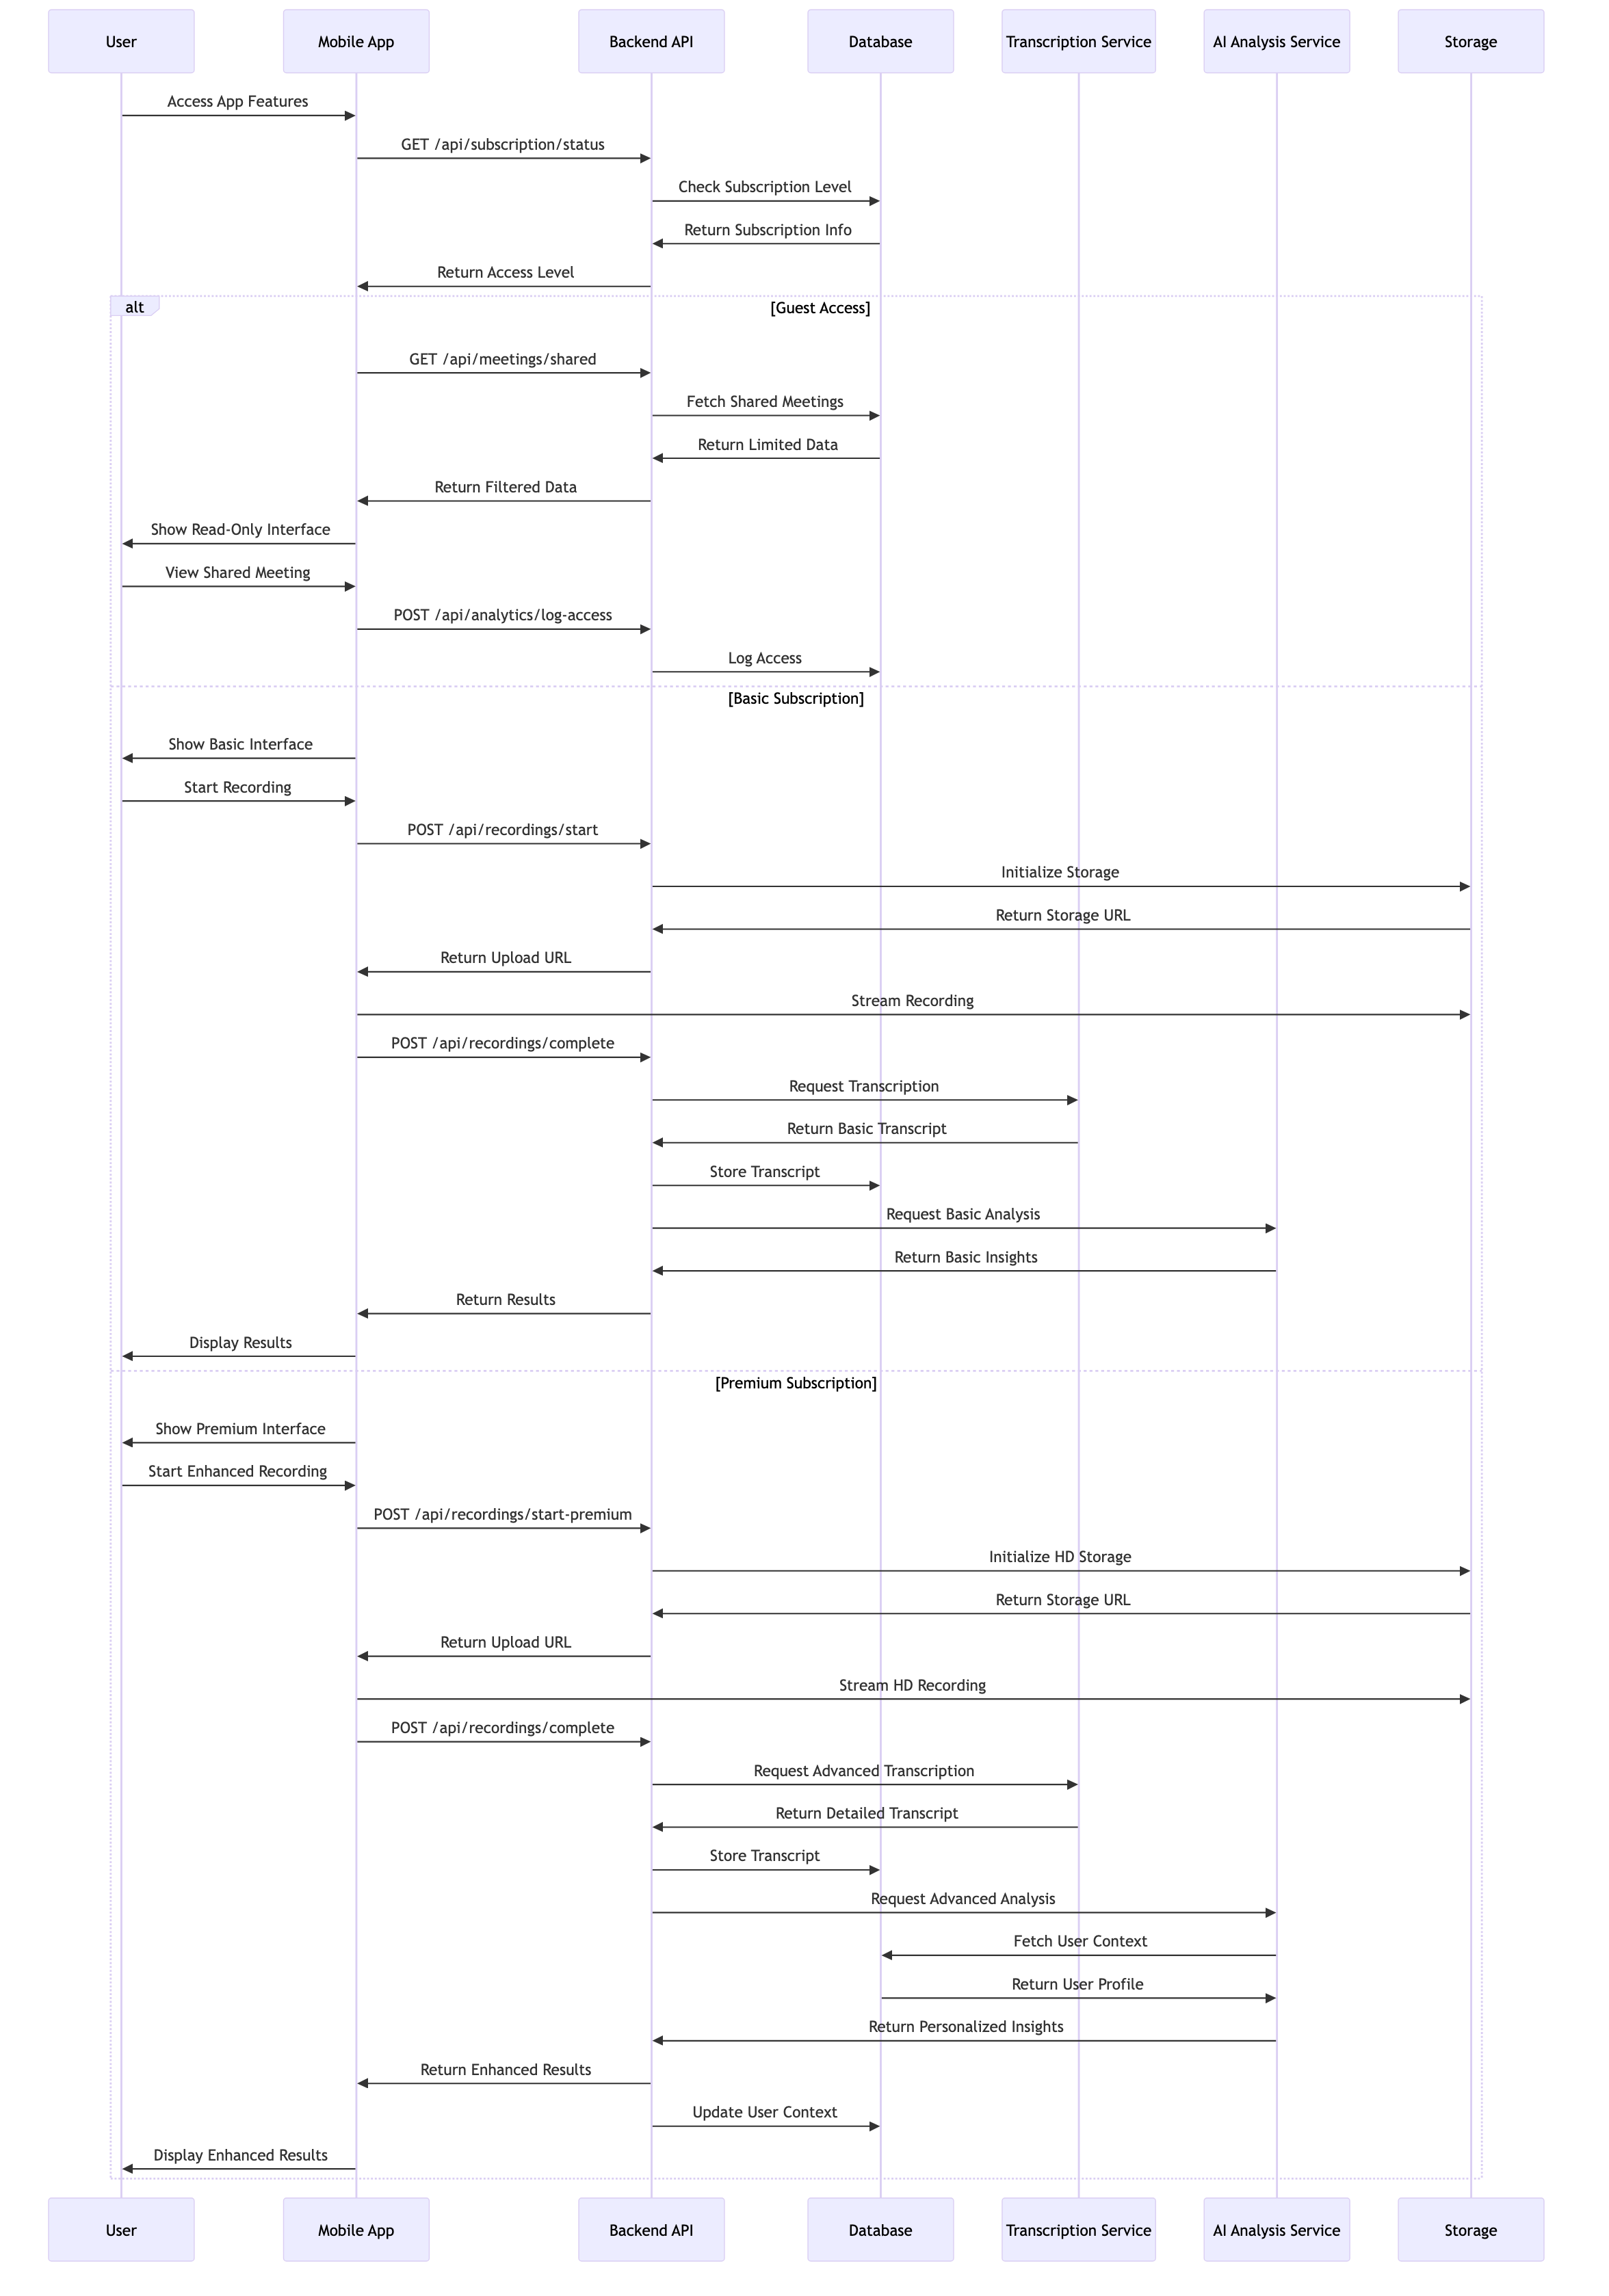 User
Mobile App
Backend API
Database
Transcription Service
AI Analysis Service
Storage
Access App Features
GET /api/subscription/status
Check Subscription Level
Return Subscription Info
Return Access Level
alt
[Guest Access]
GET /api/meetings/shared
Fetch Shared Meetings
Return Limited Data
Return Filtered Data
Show Read-Only Interface
View Shared Meeting
POST /api/analytics/log-access
Log Access
[Basic Subscription]
Show Basic Interface
Start Recording
POST /api/recordings/start
Initialize Storage
Return Storage URL
Return Upload URL
Stream Recording
POST /api/recordings/complete
Request Transcription
Return Basic Transcript
Store Transcript
Request Basic Analysis
Return Basic Insights
Return Results
Display Results
[Premium Subscription]
Show Premium Interface
Start Enhanced Recording
POST /api/recordings/start-premium
Initialize HD Storage
Return Storage URL
Return Upload URL
Stream HD Recording
POST /api/recordings/complete
Request Advanced Transcription
Return Detailed Transcript
Store Transcript
Request Advanced Analysis
Fetch User Context
Return User Profile
Return Personalized Insights
Return Enhanced Results
Update User Context
Display Enhanced Results
User
Mobile App
Backend API
Database
Transcription Service
AI Analysis Service
Storage